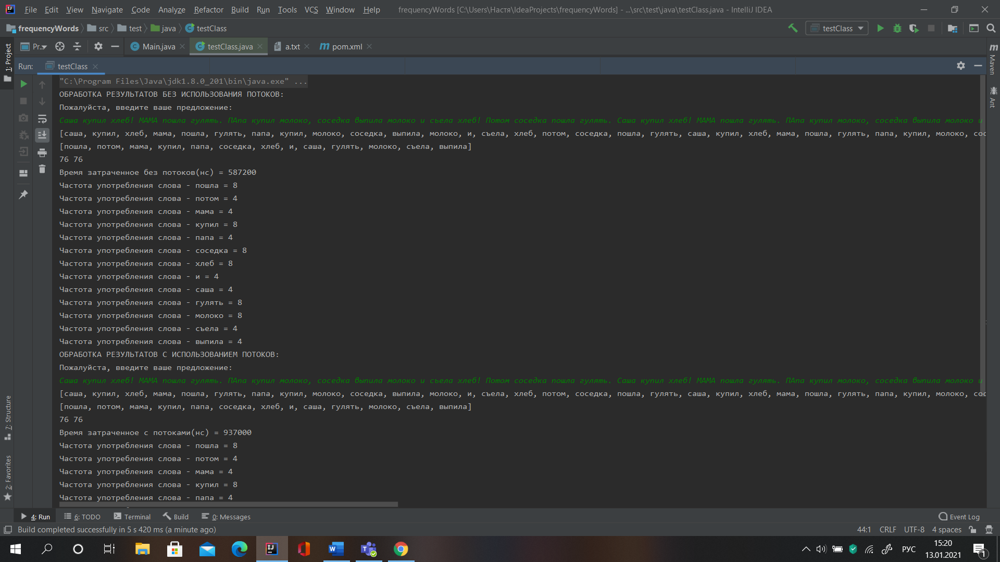 File Edit View Navigate Code Analyze Refactor Build Run Tools VCS Window Help frequencyWords [C:\Users\Настя\IdeaProjects\frequencyWords] - ...\src\test\java\testClass.java - IntelliJ IDEA
frequencyWords src test java testClass testClass
1: Project Pr... Main.java testClass.java a.txt pom.xml Maven
Run: testClass
Ant
"C:\Program Files\Java\jdk1.8.0_201\bin\java.exe" ...
ОБРАБОТКА РЕЗУЛЬТАТОВ БЕЗ ИСПОЛЬЗОВАНИЯ ПОТОКОВ:
Пожалуйста, введите ваше предложение:
Саша купил хлеб! МАМА пошла гулять. ПАпа купил молоко, соседка выпила молоко и съела хлеб! Потом соседка пошла гулять. Саша купил хлеб! МАМА пошла гулять. ПАпа купил молоко, соседка выпила молоко и
[саша, купил, хлеб, мама, пошла, гулять, папа, купил, молоко, соседка, выпила, молоко, и, съела, хлеб, потом, соседка, пошла, гулять, саша, купил, хлеб, мама, пошла, гулять, папа, купил, молоко, сос
[пошла, потом, мама, купил, папа, соседка, хлеб, и, саша, гулять, молоко, съела, выпила]
76 76
Время затраченное без потоков(нс) = 587200
Частота употребления слова - пошла = 8
Частота употребления слова - потом = 4
Частота употребления слова - мама = 4
Частота употребления слова - купил = 8
Частота употребления слова - папа = 4
Частота употребления слова - соседка = 8
Частота употребления слова - хлеб = 8
Частота употребления слова - и = 4
Частота употребления слова - саша = 4
Частота употребления слова - гулять = 8
Частота употребления слова - молоко = 8
Частота употребления слова - съела = 4
Частота употребления слова - выпила = 4
ОБРАБОТКА РЕЗУЛЬТАТОВ С ИСПОЛЬЗОВАНИЕМ ПОТОКОВ:
Пожалуйста, введите ваше предложение:
Саша купил хлеб! МАМА пошла гулять. ПАпа купил молоко, соседка выпила молоко и съела хлеб! Потом соседка пошла гулять. Саша купил хлеб! МАМА пошла гулять. ПАпа купил молоко, соседка выпила молоко и
[саша, купил, хлеб, мама, пошла, гулять, папа, купил, молоко, соседка, выпила, молоко, и, съела, хлеб, потом, соседка, пошла, гулять, саша, купил, хлеб, мама, пошла, гулять, папа, купил, молоко, сос
[пошла, потом, мама, купил, папа, соседка, хлеб, и, саша, гулять, молоко, съела, выпила]
76 76
Время затраченное с потоками(нс) = 937000
Частота употребления слова - пошла = 8
Частота употребления слова - потом = 4
Частота употребления слова - мама = 4
Частота употребления слова - купил = 8
Частота употребления слова - папа = 4
7: Structure
2: Favorites
4: Run 6: TODO Terminal Build 0: Messages Event Log
Build completed successfully in 5 s 420 ms (a minute ago) 44:1 CRLF UTF-8 4 spaces
РУС 15:20
13.01.2021 1